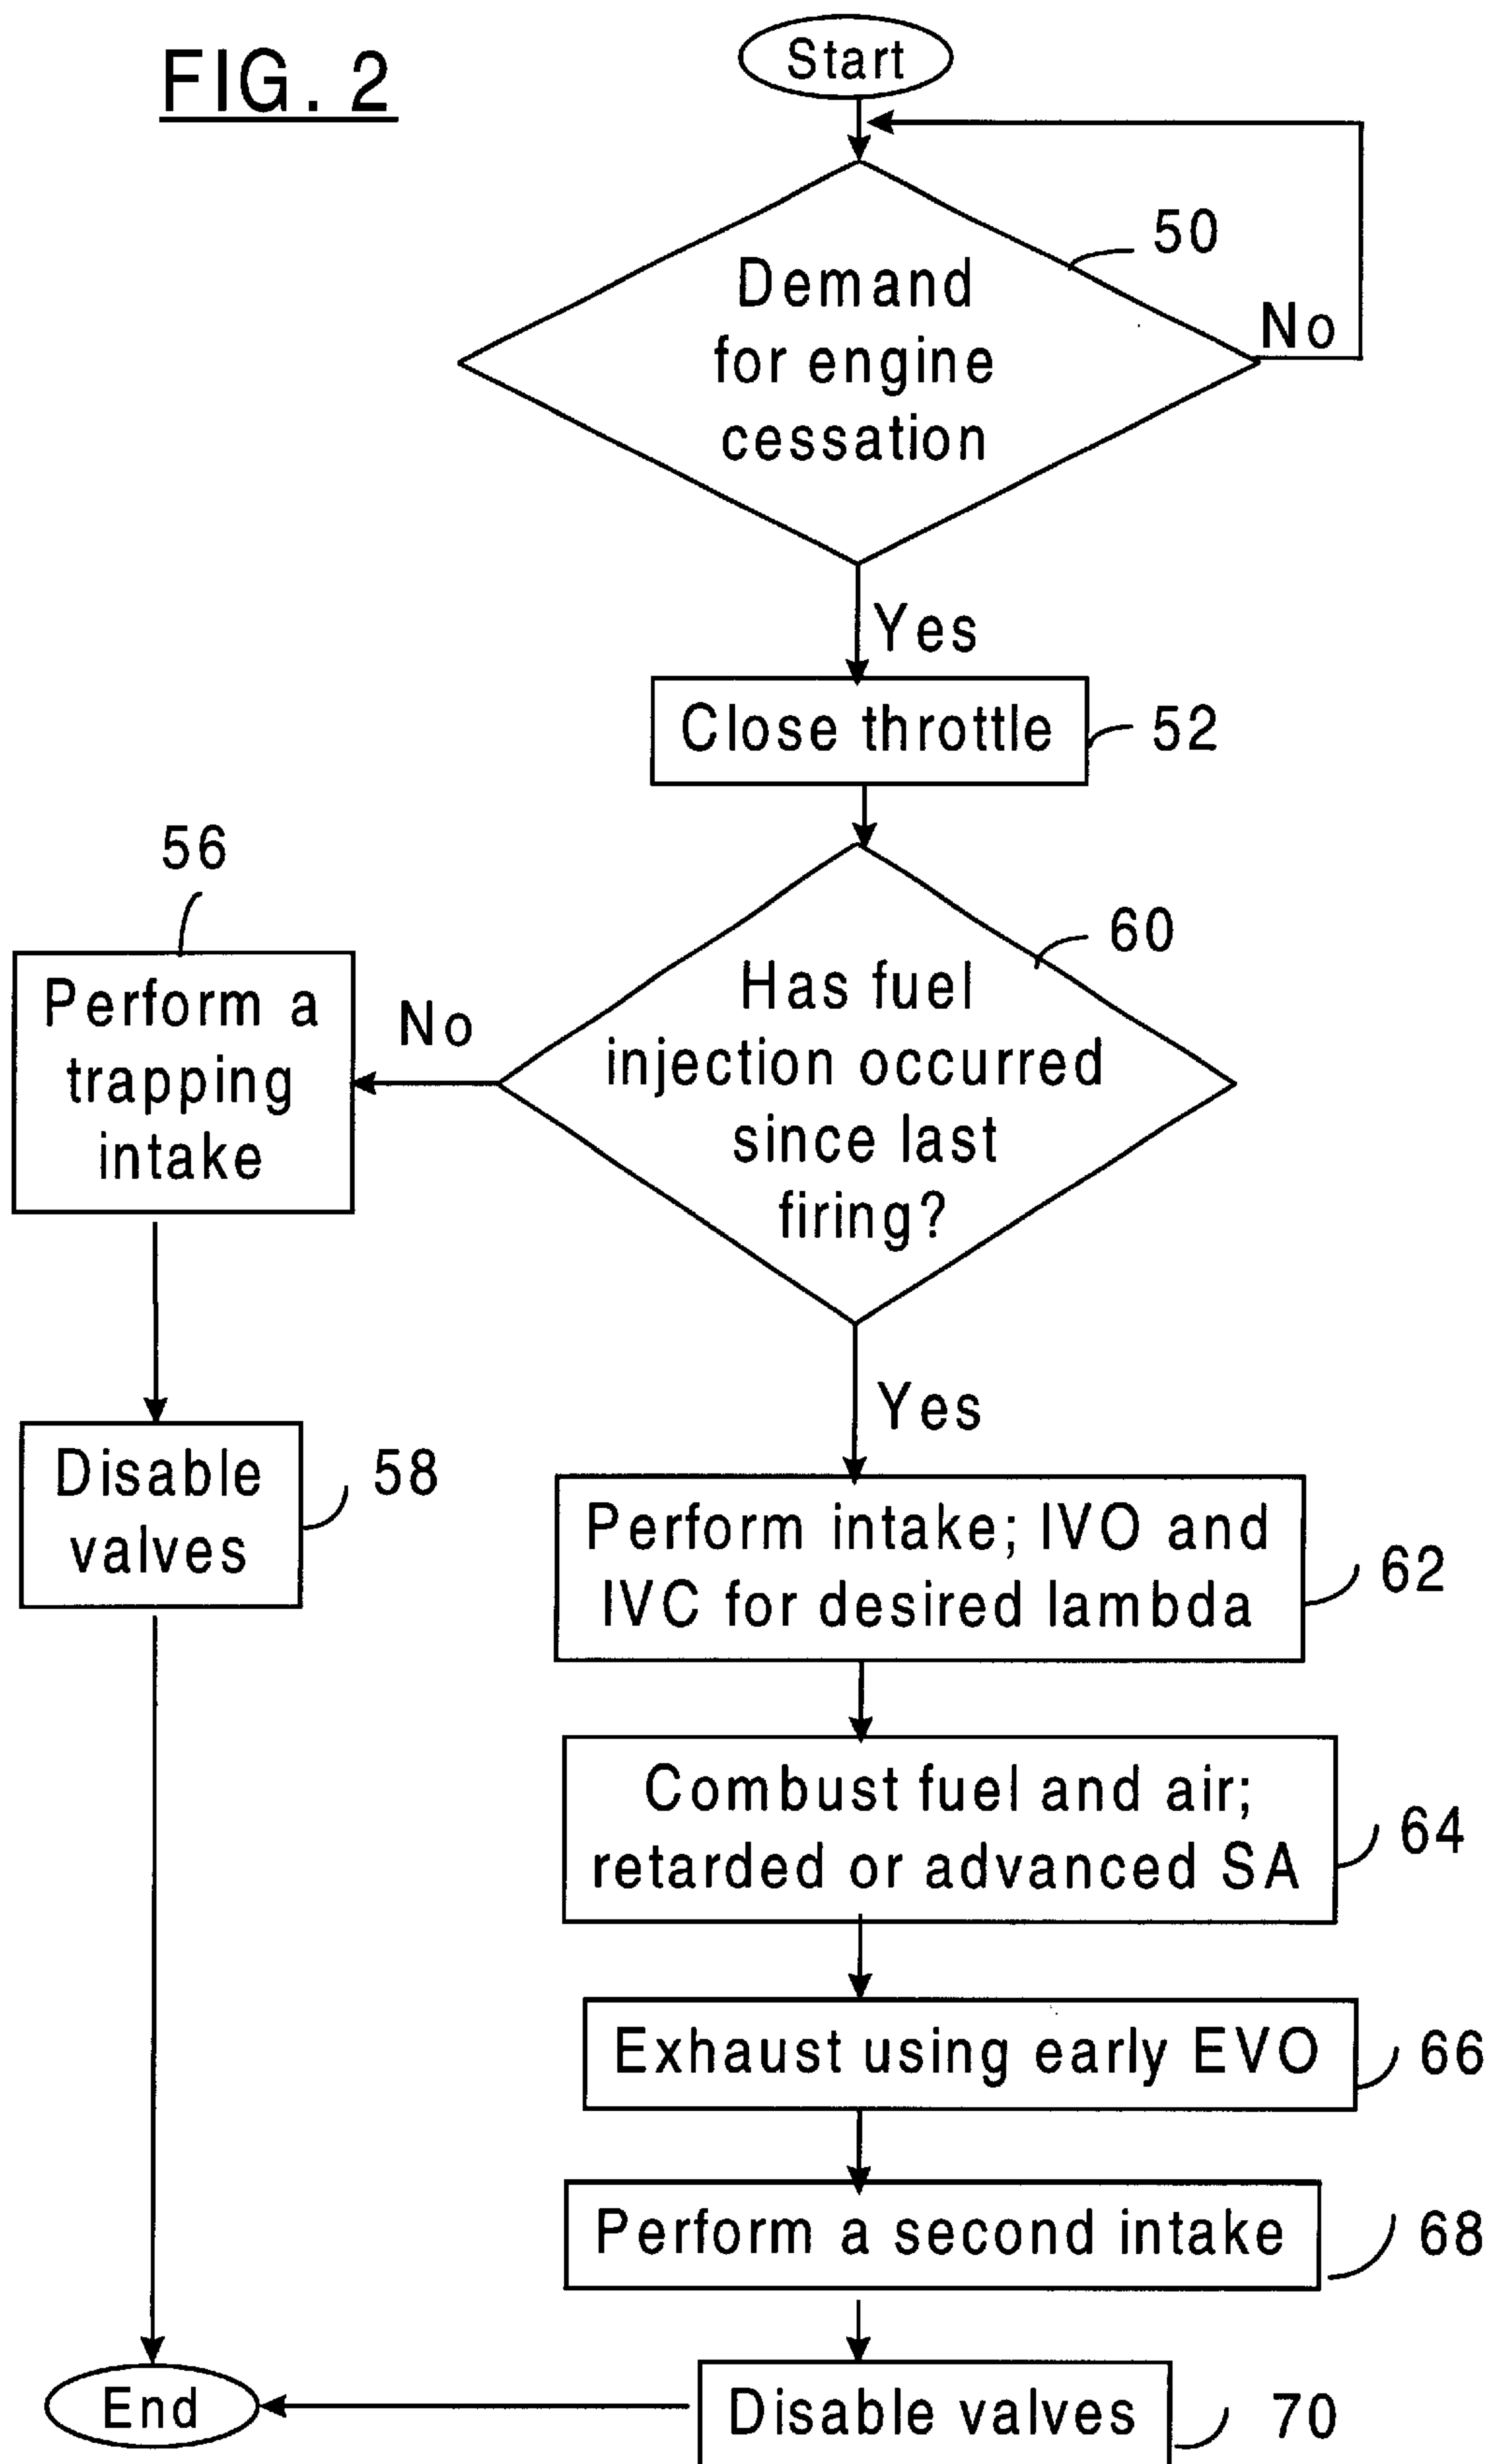 FIG. 2
Start
50
Demand
for engine
cessation
No
Yes
Close throttle
52
56
Perform a
trapping
intake
No
60
Has fuel
injection occurred
since last
firing?
Yes
Disable
valves
58
Perform intake; IVO and
IVC for desired lambda
62
Combust fuel and air;
retarded or advanced SA
64
Exhaust using early EVO
66
Perform a second intake
68
End
Disable valves
70